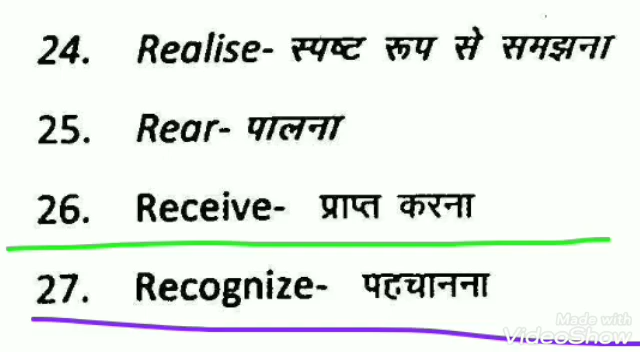 24. Realise- स्पष्ट रूप से समझना
25. Rear- पालना
26. Receive- प्राप्त करना
27. Recognize- पहचानना
Made with
VideoShow